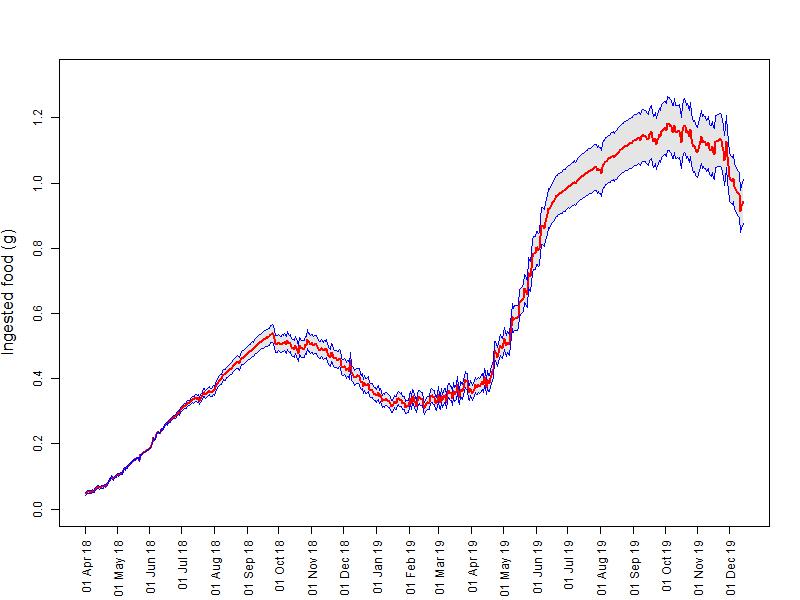 Ingested food (g)
1.2
1.0
0.8
0.6
0.4
0.2
0.0
01 Apr 18
01 May 18
01 Jun 18
01 Jul 18
01 Aug 18
01 Sep 18
01 Oct 18
01 Nov 18
01 Dec 18
01 Jan 19
01 Feb 19
01 Mar 19
01 Apr 19
01 May 19
01 Jun 19
01 Jul 19
01 Aug 19
01 Sep 19
01 Oct 19
01 Nov 19
01 Dec 19